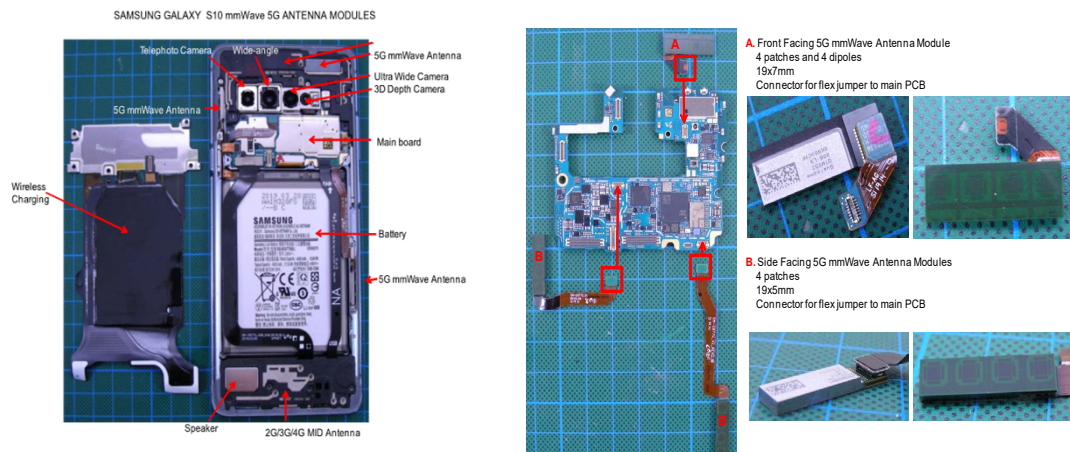 SAMSUNG GALAXY S10 mmWave 5G ANTENNA MODULES
Telephoto Camera
Wide-angle
5G mmWave Antenna
Ultra Wide Camera
3D Depth Camera
5G mmWave Antenna
Main board
Wireless
Charging
SAMSUNG
Battery
5G mmWave Antenna
NA
Speaker
2G/3G/4G MID Antenna
A
B
B
A. Front Facing 5G mmWave Antenna Module
4 patches and 4 dipoles
19x7mm
Connector for flex jumper to main PCB
B. Side Facing 5G mmWave Antenna Modules
4 patches
19x5mm
Connector for flex jumper to main PCB